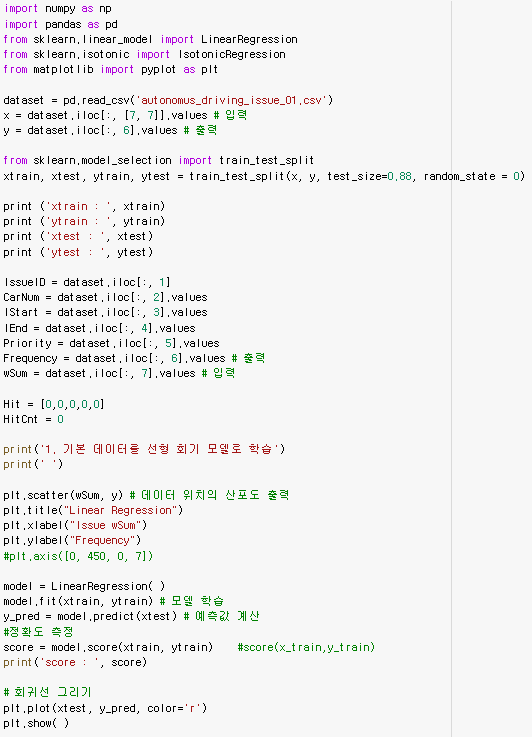 import numpy as np
import pandas as pd
from sklearn.linear_model import LinearRegression
from sklearn.isotonic import IsotonicRegression
from matplotlib import pyplot as plt
dataset = pd.read_csv('autonomus_driving_issue_01.csv')
x = dataset.iloc[:, [7, 7]].values # 입력
y = dataset.iloc[:, 6].values # 출력
from sklearn.model_selection import train_test_split
xtrain, xtest, ytrain, ytest = train_test_split(x, y, test_size=0.88, random_state = 0)
print ('xtrain : ', xtrain)
print ('ytrain : ', ytrain)
print ('xtest : ', xtest)
print ('ytest : ', ytest)
IssueID = dataset.iloc[:, 1]
CarNum = dataset.iloc[:, 2].values
IStart = dataset.iloc[:, 3].values
IEnd = dataset.iloc[:, 4].values
Priority = dataset.iloc[:, 5].values
Frequency = dataset.iloc[:, 6].values # 출력
wSum = dataset.iloc[:, 7].values # 입력
Hit = [0,0,0,0,0]
HitCnt = 0
print('1. 기본 데이터를 선형 회기 모델로 학습')
print(' ')
plt.scatter(wSum, y) # 데이터 위치의 산포도 출력
plt.title("Linear Regression")
plt.xlabel("Issue wSum")
plt.ylabel("Frequency")
#plt.axis([0, 450, 0, 7])
model = LinearRegression( )
model.fit(xtrain, ytrain) # 모델 학습
y_pred = model.predict(xtest) # 예측값 계산
#정확도 측정
score = model.score(xtrain, ytrain)    #score(x_train,y_train)
print('score : ', score)
# 회귀선 그리기
plt.plot(xtest, y_pred, color='r')
plt.show( )